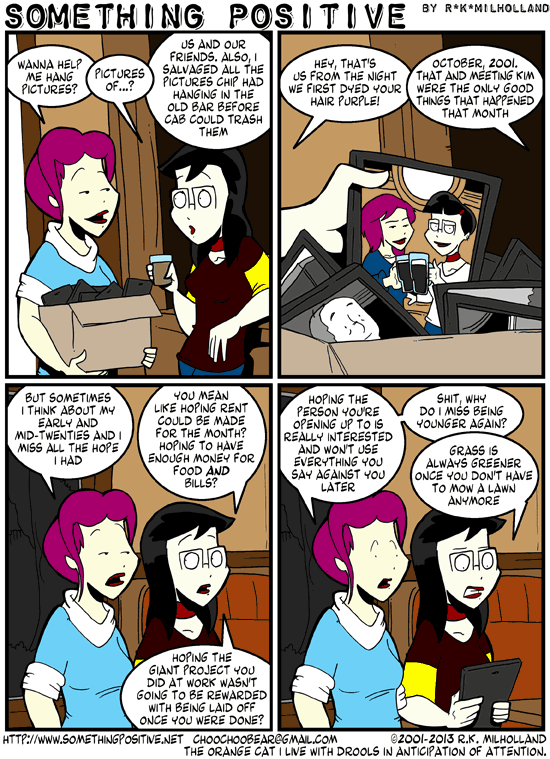 SOMETHING POSITIVE BY R*K*MILHOLLAND
WANNA HELP
ME HANG
PICTURES?
PICTURES
OF...?
US AND OUR
FRIENDS. ALSO, I
SALVAGED ALL THE
PICTURES CHIP HAD
HANGING IN THE
OLD BAR BEFORE
CAB COULD TRASH
THEM
HEY, THAT'S
US FROM THE NIGHT
WE FIRST DYED YOUR
HAIR PURPLE!
OCTOBER, 2001.
THAT AND MEETING KIM
WERE THE ONLY GOOD
THINGS THAT HAPPENED
THAT MONTH
BUT SOMETIMES
I THINK ABOUT MY
EARLY AND
MID-TWENTIES AND I
MISS ALL THE HOPE
I HAD
YOU MEAN
LIKE HOPING RENT
COULD BE MADE
FOR THE MONTH?
HOPING TO HAVE
ENOUGH MONEY FOR
FOOD AND
BILLS?
HOPING THE
GIANT PROJECT YOU
DID AT WORK WASN'T
GOING TO BE REWARDED
WITH BEING LAID OFF
ONCE YOU WERE DONE?
HOPING THE
PERSON YOU'RE
OPENING UP TO IS
REALLY INTERESTED
AND WON'T USE
EVERYTHING YOU
SAY AGAINST YOU
LATER
SHIT, WHY
DO I MISS BEING
YOUNGER AGAIN?
GRASS IS
ALWAYS GREENER
ONCE YOU DON'T HAVE
TO MOW A LAWN
ANYMORE
HTTP://WWW.SOMETHINGPOSITIVE.NET CHOOCHOOBEAR@GMAIL.COM ©2001-2013 R.K. MILHOLLAND
THE ORANGE CAT I LIVE WITH DROOLS IN ANTICIPATION OF ATTENTION.